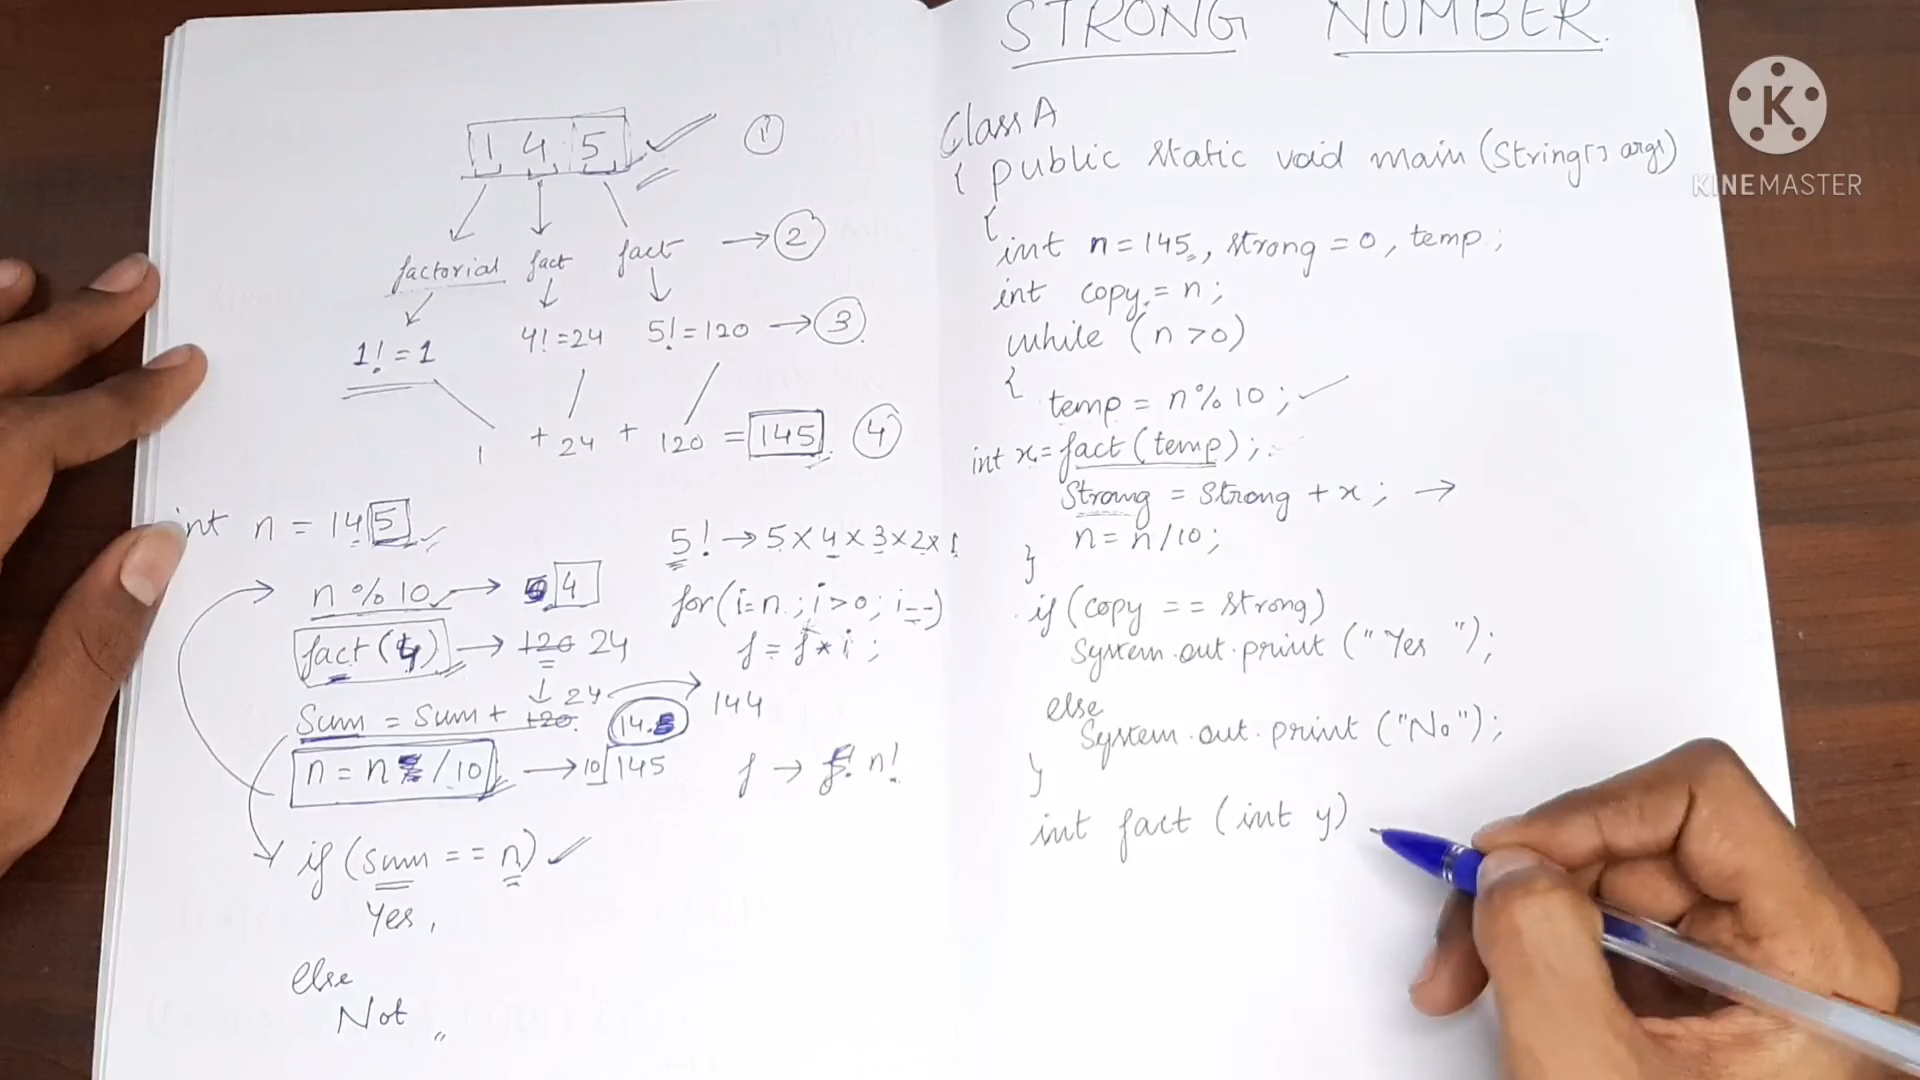 STRONG NUMBER.
1 4 5 ①
factorial fact fact → ②
1! = 1 4! = 24 5! = 120 → ③
1 + 24 + 120 = 145 ④
int n = 145
n % 10 → 4
fact (4) → 120 24
↓ 24
Sum = Sum + 120. 14. 144
n = n / 10 → 10 145
if (Sum == n)
Yes,
else
Not "
5! → 5 × 4 × 3 × 2 × 1
for (i=n ; i > 0 ; i--)
f = f * i ;
f → n!
Class A
{ public static void main (String[] args)
{
int n = 145, strong = 0, temp ;
int copy = n ;
while (n > 0)
{
temp = n % 10 ;
int x = fact (temp) ;
Strong = Strong + x ; →
n = n / 10 ;
}
if (copy == strong)
System.out.print (" Yes ");
else
System.out.print ("No");
}
int fact (int y)
K
KINEMASTER